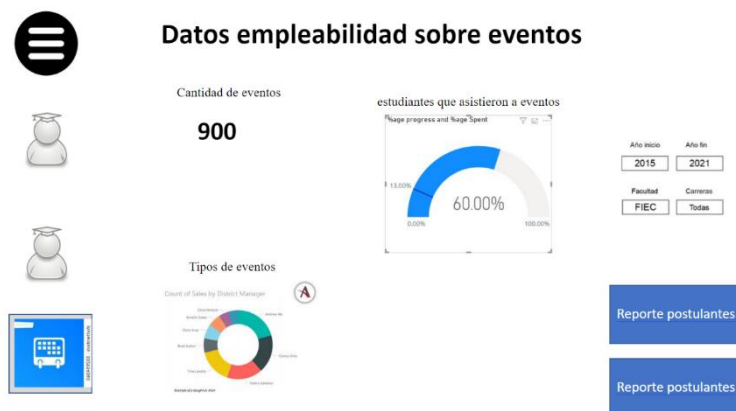 Datos empleabilidad sobre eventos
Cantidad de eventos
900
estudiantes que asistieron a eventos
%age progress and %age Spent
13.00%
60.00%
0.00%
100.00%
Año inicio
Año fin
2015
2021
Facultad
Carreras
FIEC
Todas
Tipos de eventos
Count of Sales by District Manager
A
Reporte postulantes
Reporte postulantes